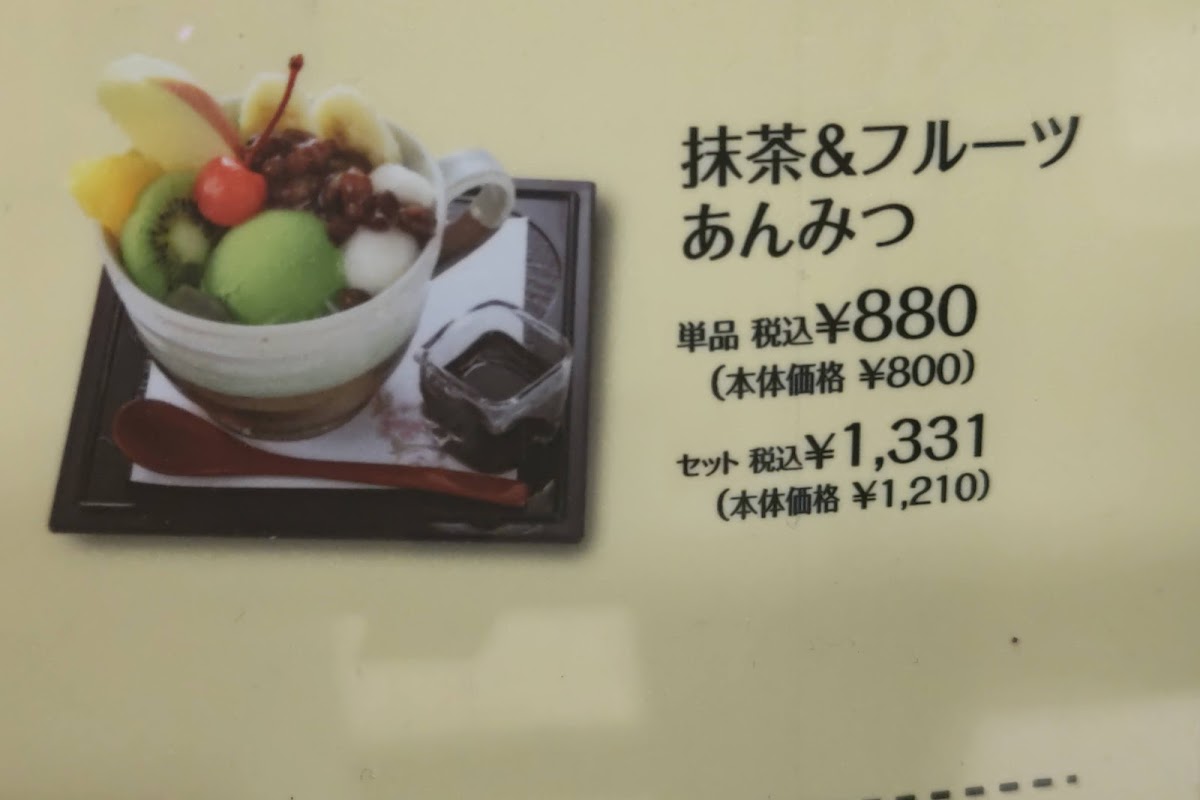 抹茶&フルーツ
あんみつ
単品 税込¥880
(本体価格 ¥800)
セット 税込¥1,331
(本体価格 ¥1,210)